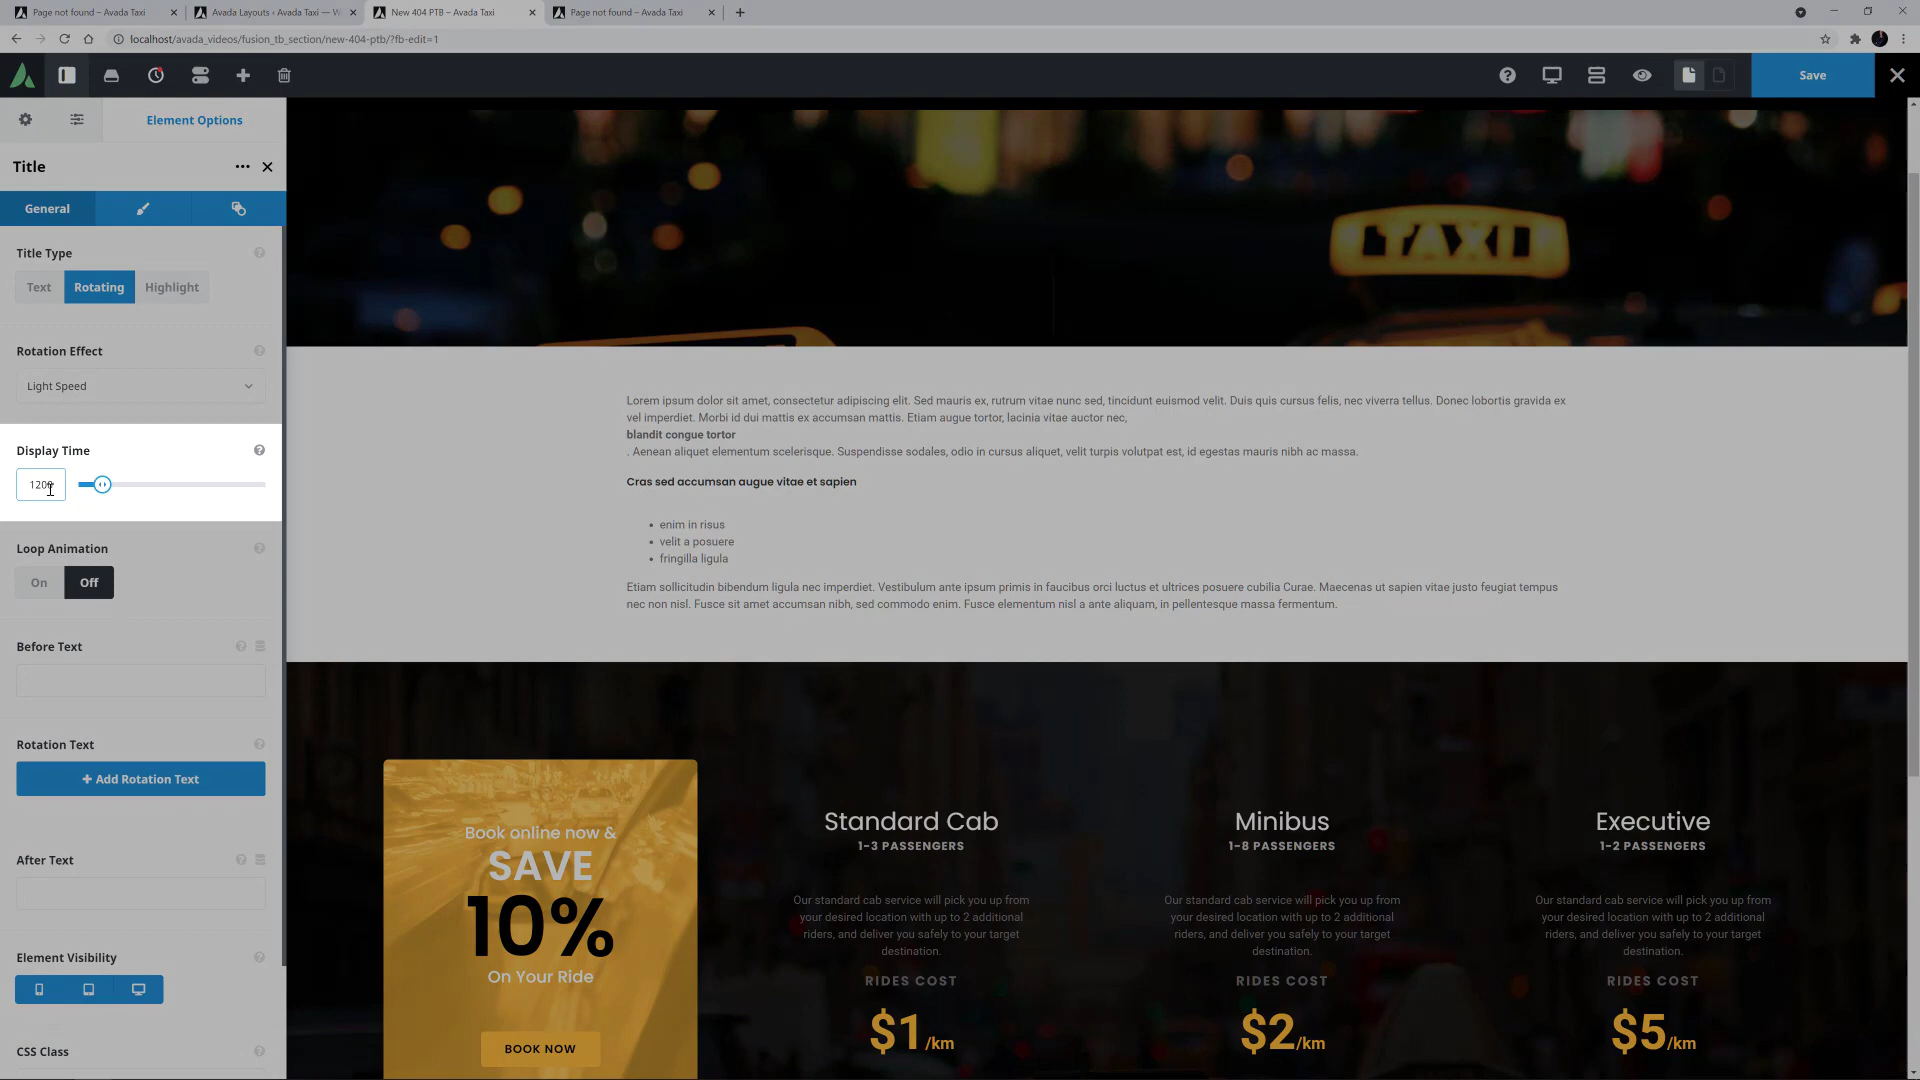 Page not found – Avada Taxi
Avada Layouts ‹ Avada Taxi — W
New 404 PTB – Avada Taxi
Page not found – Avada Taxi
localhost/avada_videos/fusion_tb_section/new-404-ptb/?fb-edit=1
Save
Element Options
Title
General
Title Type
Text
Rotating
Highlight
Rotation Effect
Light Speed
Display Time
1200
Loop Animation
On
Off
Before Text
Rotation Text
+ Add Rotation Text
After Text
Element Visibility
CSS Class
TAXI
Lorem ipsum dolor sit amet, consectetur adipiscing elit. Sed mauris ex, rutrum vitae nunc sed, tincidunt euismod velit. Duis quis cursus felis, nec viverra tellus. Donec lobortis gravida ex
vel imperdiet. Morbi id dui mattis ex accumsan mattis. Etiam augue tortor, lacinia vitae auctor nec,
blandit congue tortor
. Aenean aliquet elementum scelerisque. Suspendisse sodales, odio in cursus aliquet, velit turpis volutpat est, id egestas mauris nibh ac massa.
Cras sed accumsan augue vitae et sapien
• enim in risus
• velit a posuere
• fringilla ligula
Etiam sollicitudin bibendum ligula nec imperdiet. Vestibulum ante ipsum primis in faucibus orci luctus et ultrices posuere cubilia Curae. Maecenas ut sapien vitae justo feugiat tempus
nec non nisl. Fusce sit amet accumsan nibh, sed commodo enim. Fusce elementum nisl a ante aliquam, in pellentesque massa fermentum.
Book online now &
SAVE
10%
On Your Ride
BOOK NOW
Standard Cab
1-3 PASSENGERS
Our standard cab service will pick you up from
your desired location with up to 2 additional
riders, and deliver you safely to your target
destination.
RIDES COST
$1/km
Minibus
1-8 PASSENGERS
Our standard cab service will pick you up from
your desired location with up to 2 additional
riders, and deliver you safely to your target
destination.
RIDES COST
$2/km
Executive
1-2 PASSENGERS
Our standard cab service will pick you up from
your desired location with up to 2 additional
riders, and deliver you safely to your target
destination.
RIDES COST
$5/km